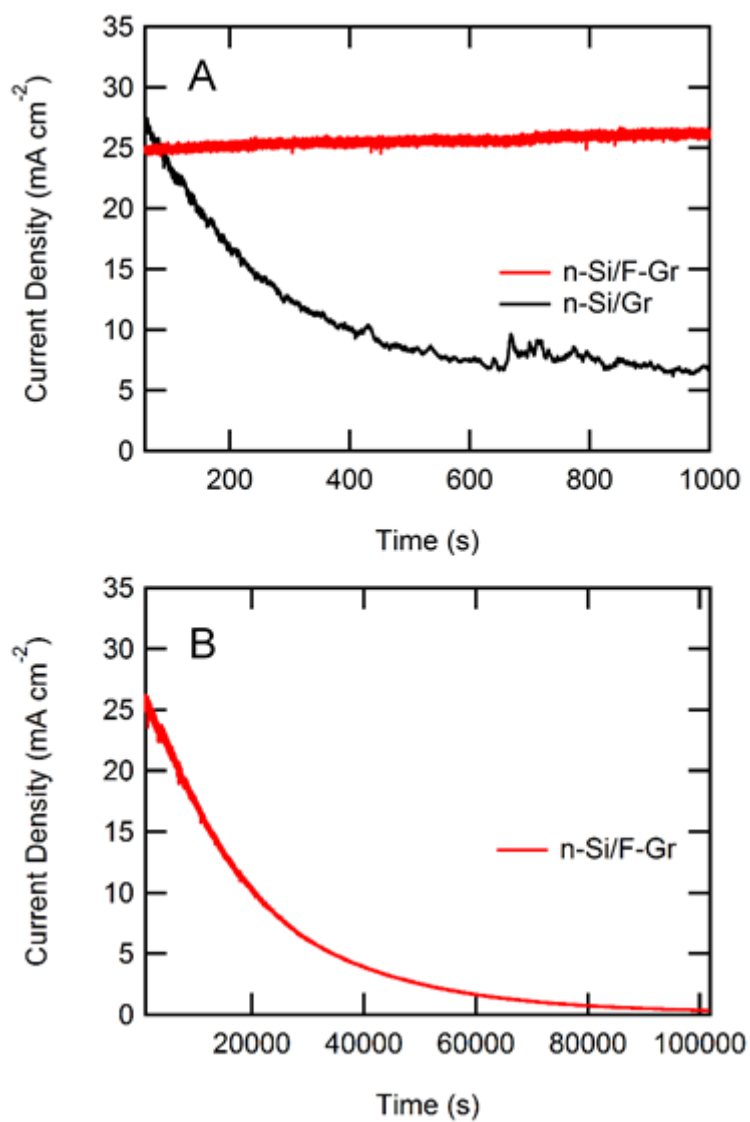 A
Current Density (mA cm⁻²)
35
30
25
20
15
10
5
0
n-Si/F-Gr
n-Si/Gr
200 400 600 800 1000
Time (s)
B
Current Density (mA cm⁻²)
35
30
25
20
15
10
5
0
n-Si/F-Gr
20000 40000 60000 80000 100000
Time (s)